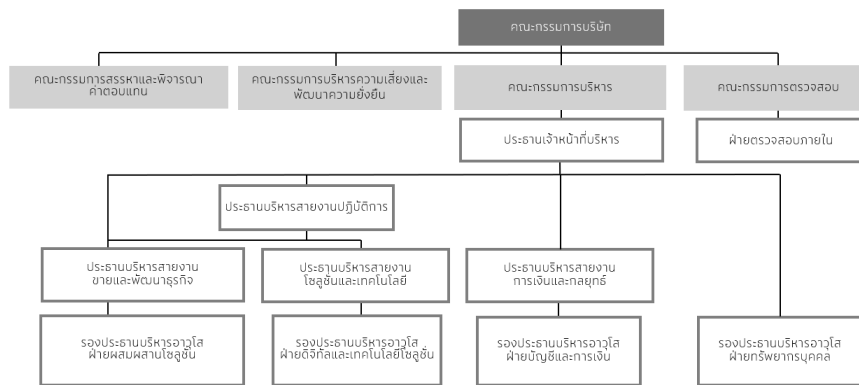 คณะกรรมการบริษัท
คณะกรรมการสรรหาและพิจารณา
ค่าตอบแทน
คณะกรรมการบริหารความเสี่ยงและ
พัฒนาความยั่งยืน
คณะกรรมการบริหาร
คณะกรรมการตรวจสอบ
ประธานเจ้าหน้าที่บริหาร
ฝ่ายตรวจสอบภายใน
ประธานบริหารสายงานปฏิบัติการ
ประธานบริหารสายงาน
ขายและพัฒนาธุรกิจ
ประธานบริหารสายงาน
โซลูชั่นและเทคโนโลยี
ประธานบริหารสายงาน
การเงินและกลยุทธ์
รองประธานบริหารอาวุโส
ฝ่ายผสมผสานโซลูชั่น
รองประธานบริหารอาวุโส
ฝ่ายดิจิทัลและเทคโนโลยีโซลูชั่น
รองประธานบริหารอาวุโส
ฝ่ายบัญชีและการเงิน
รองประธานบริหารอาวุโส
ฝ่ายทรัพยากรบุคคล